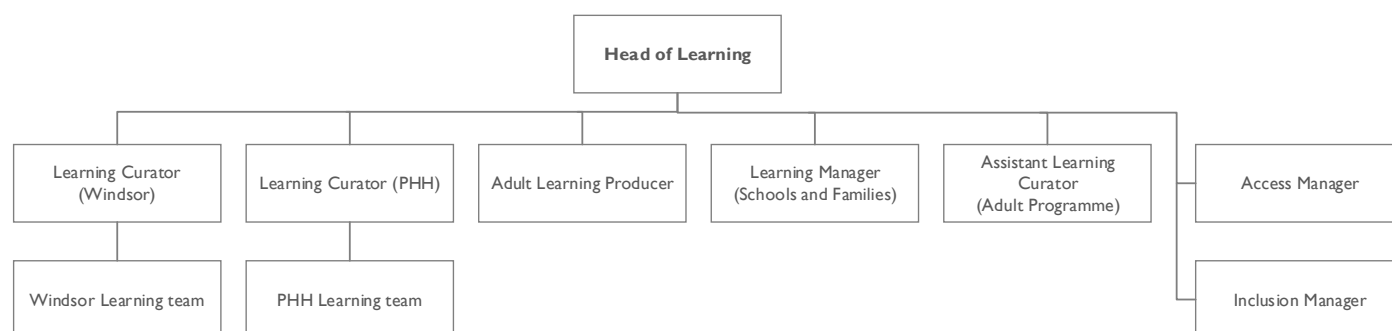 Head of Learning
Learning Curator
(Windsor)
Learning Curator (PHH)
Adult Learning Producer
Learning Manager
(Schools and Families)
Assistant Learning
Curator
(Adult Programme)
Access Manager
Windsor Learning team
PHH Learning team
Inclusion Manager